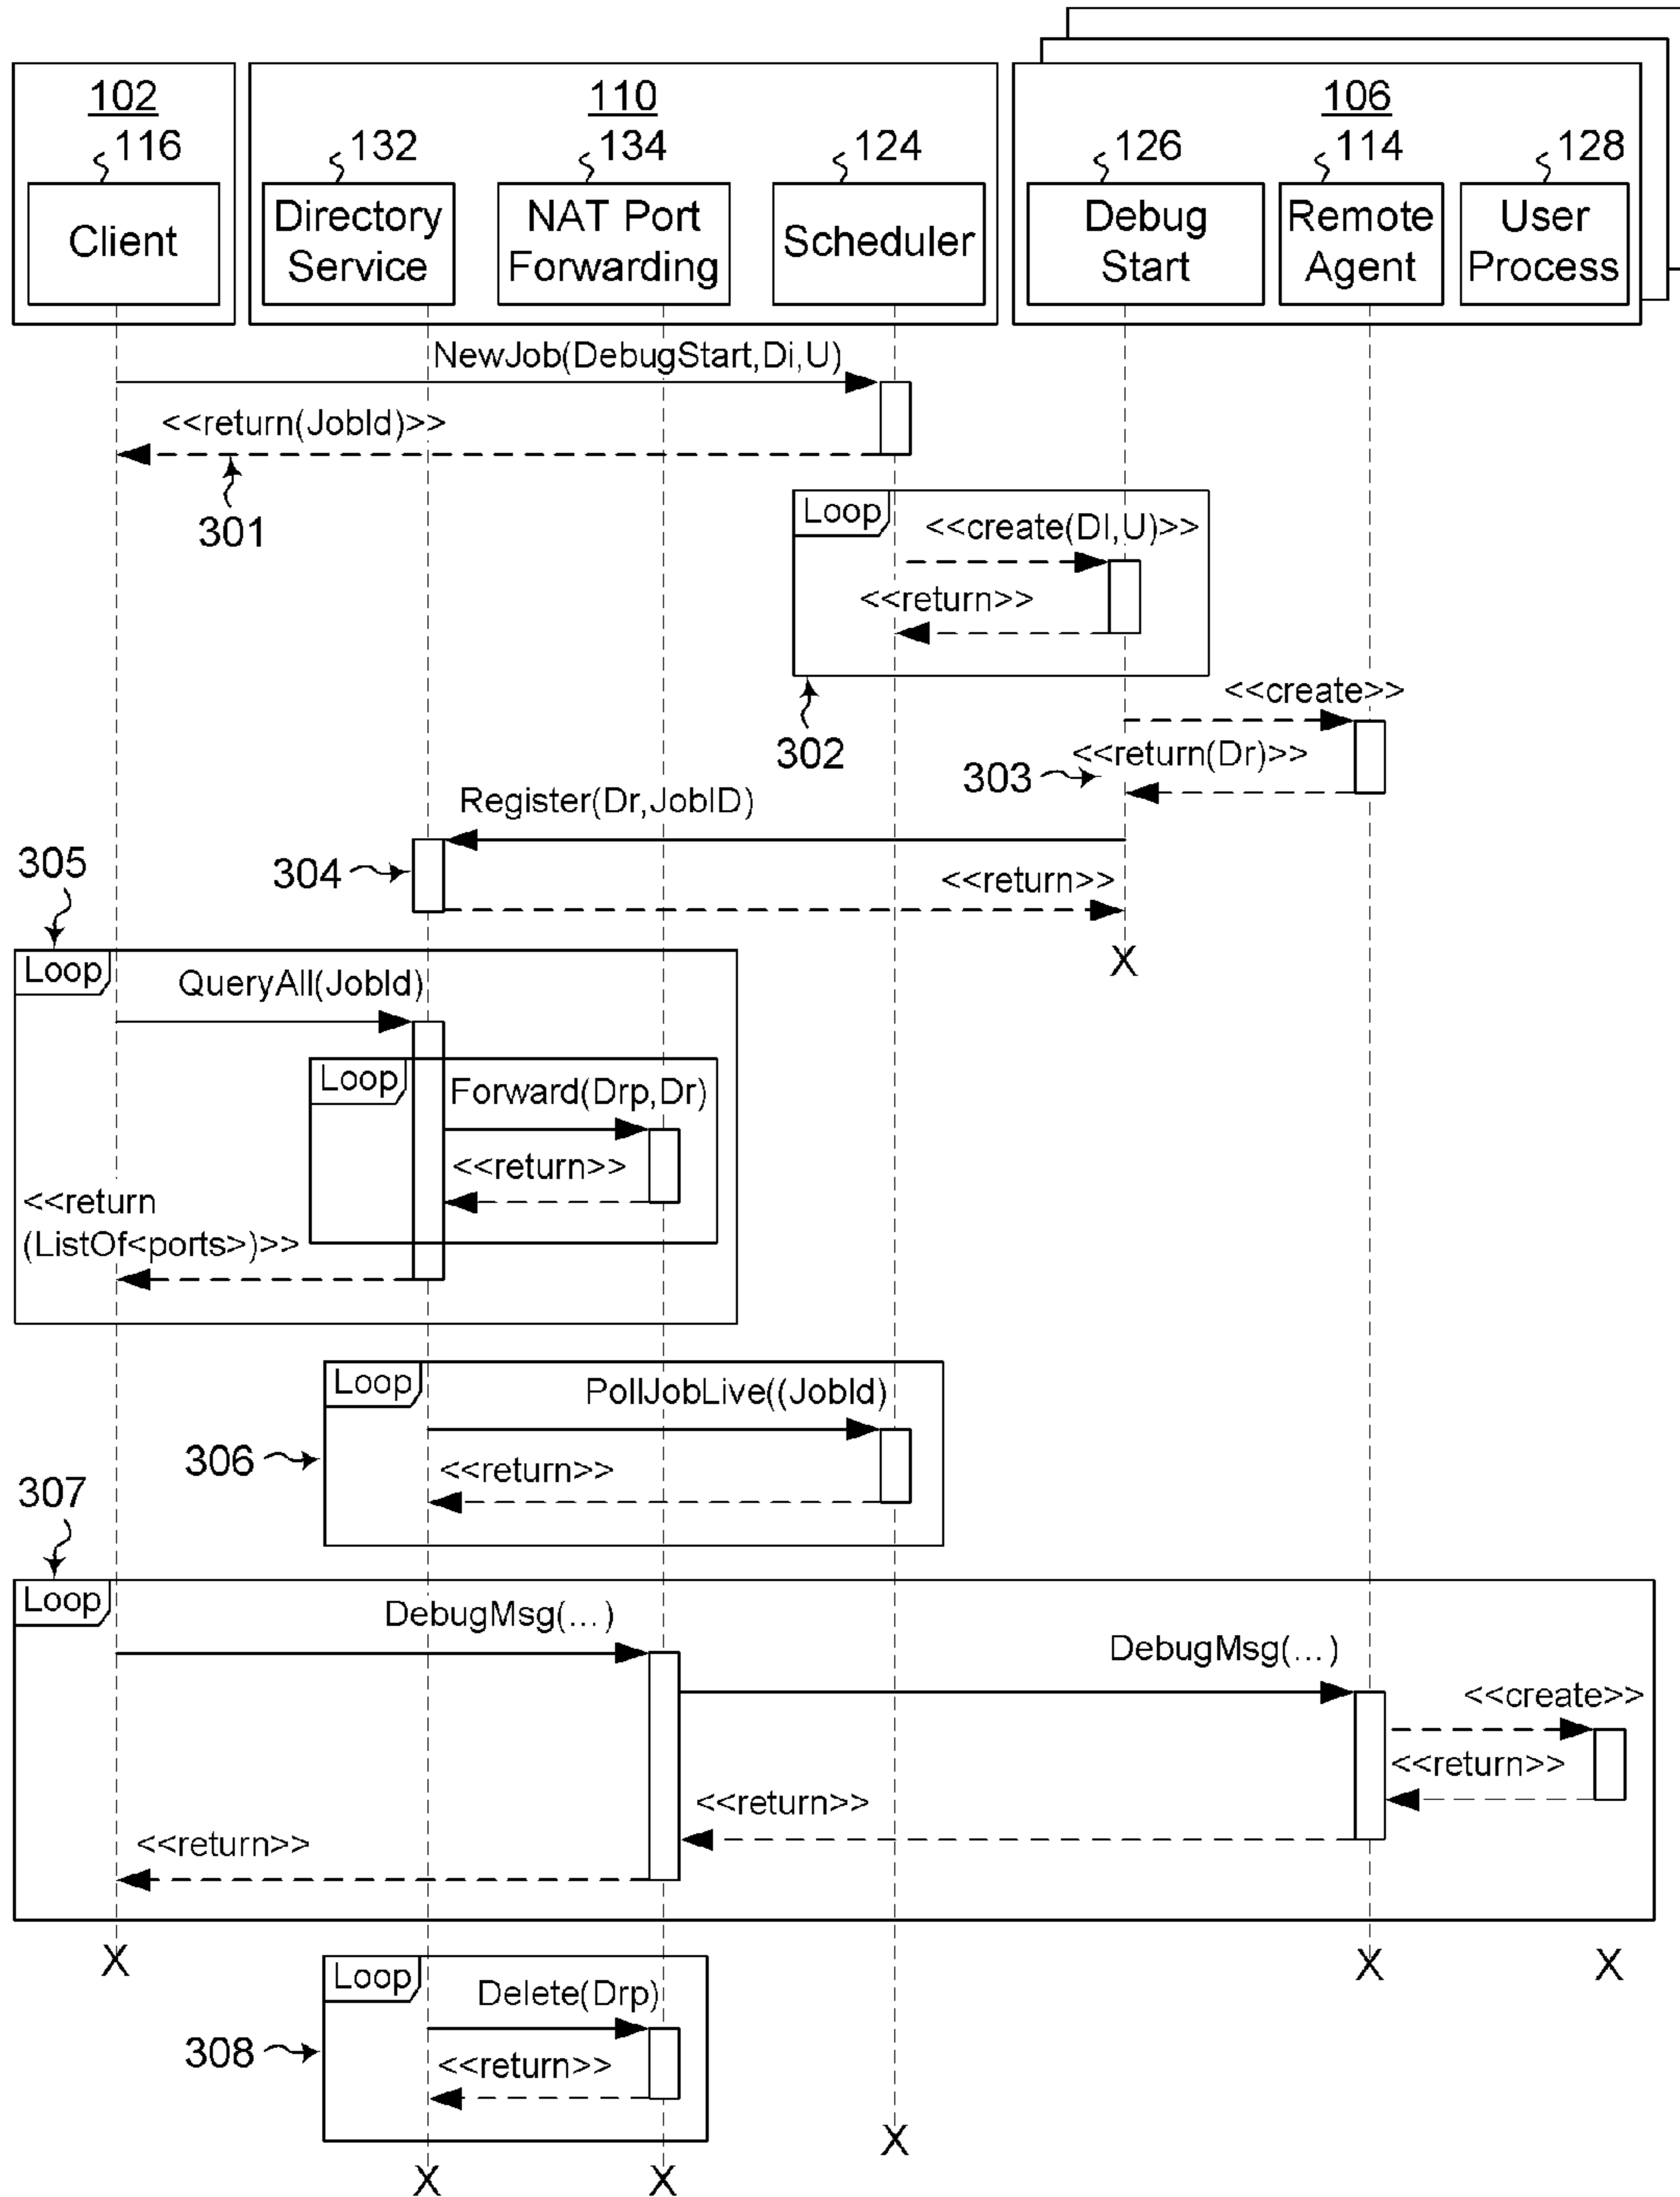 102
110
106
116
132
134
124
126
114
128
Client
Directory
Service
NAT Port
Forwarding
Scheduler
Debug
Start
Remote
Agent
User
Process
NewJob(DebugStart,Di,U)
<<return(JobId)>>
301
Loop
<<create(DI,U)>>
<<return>>
302
<<create>>
303
<<return(Dr)>>
Register(Dr,JobID)
304
<<return>>
X
305
Loop
QueryAll(JobId)
Loop
Forward(Drp,Dr)
<<return>>
<<return
(ListOf<ports>)>>
Loop
PollJobLive((JobId)
306
<<return>>
307
Loop
DebugMsg(...)
DebugMsg(...)
<<create>>
<<return>>
<<return>>
<<return>>
X
X
X
Loop
Delete(Drp)
308
<<return>>
X
X
X